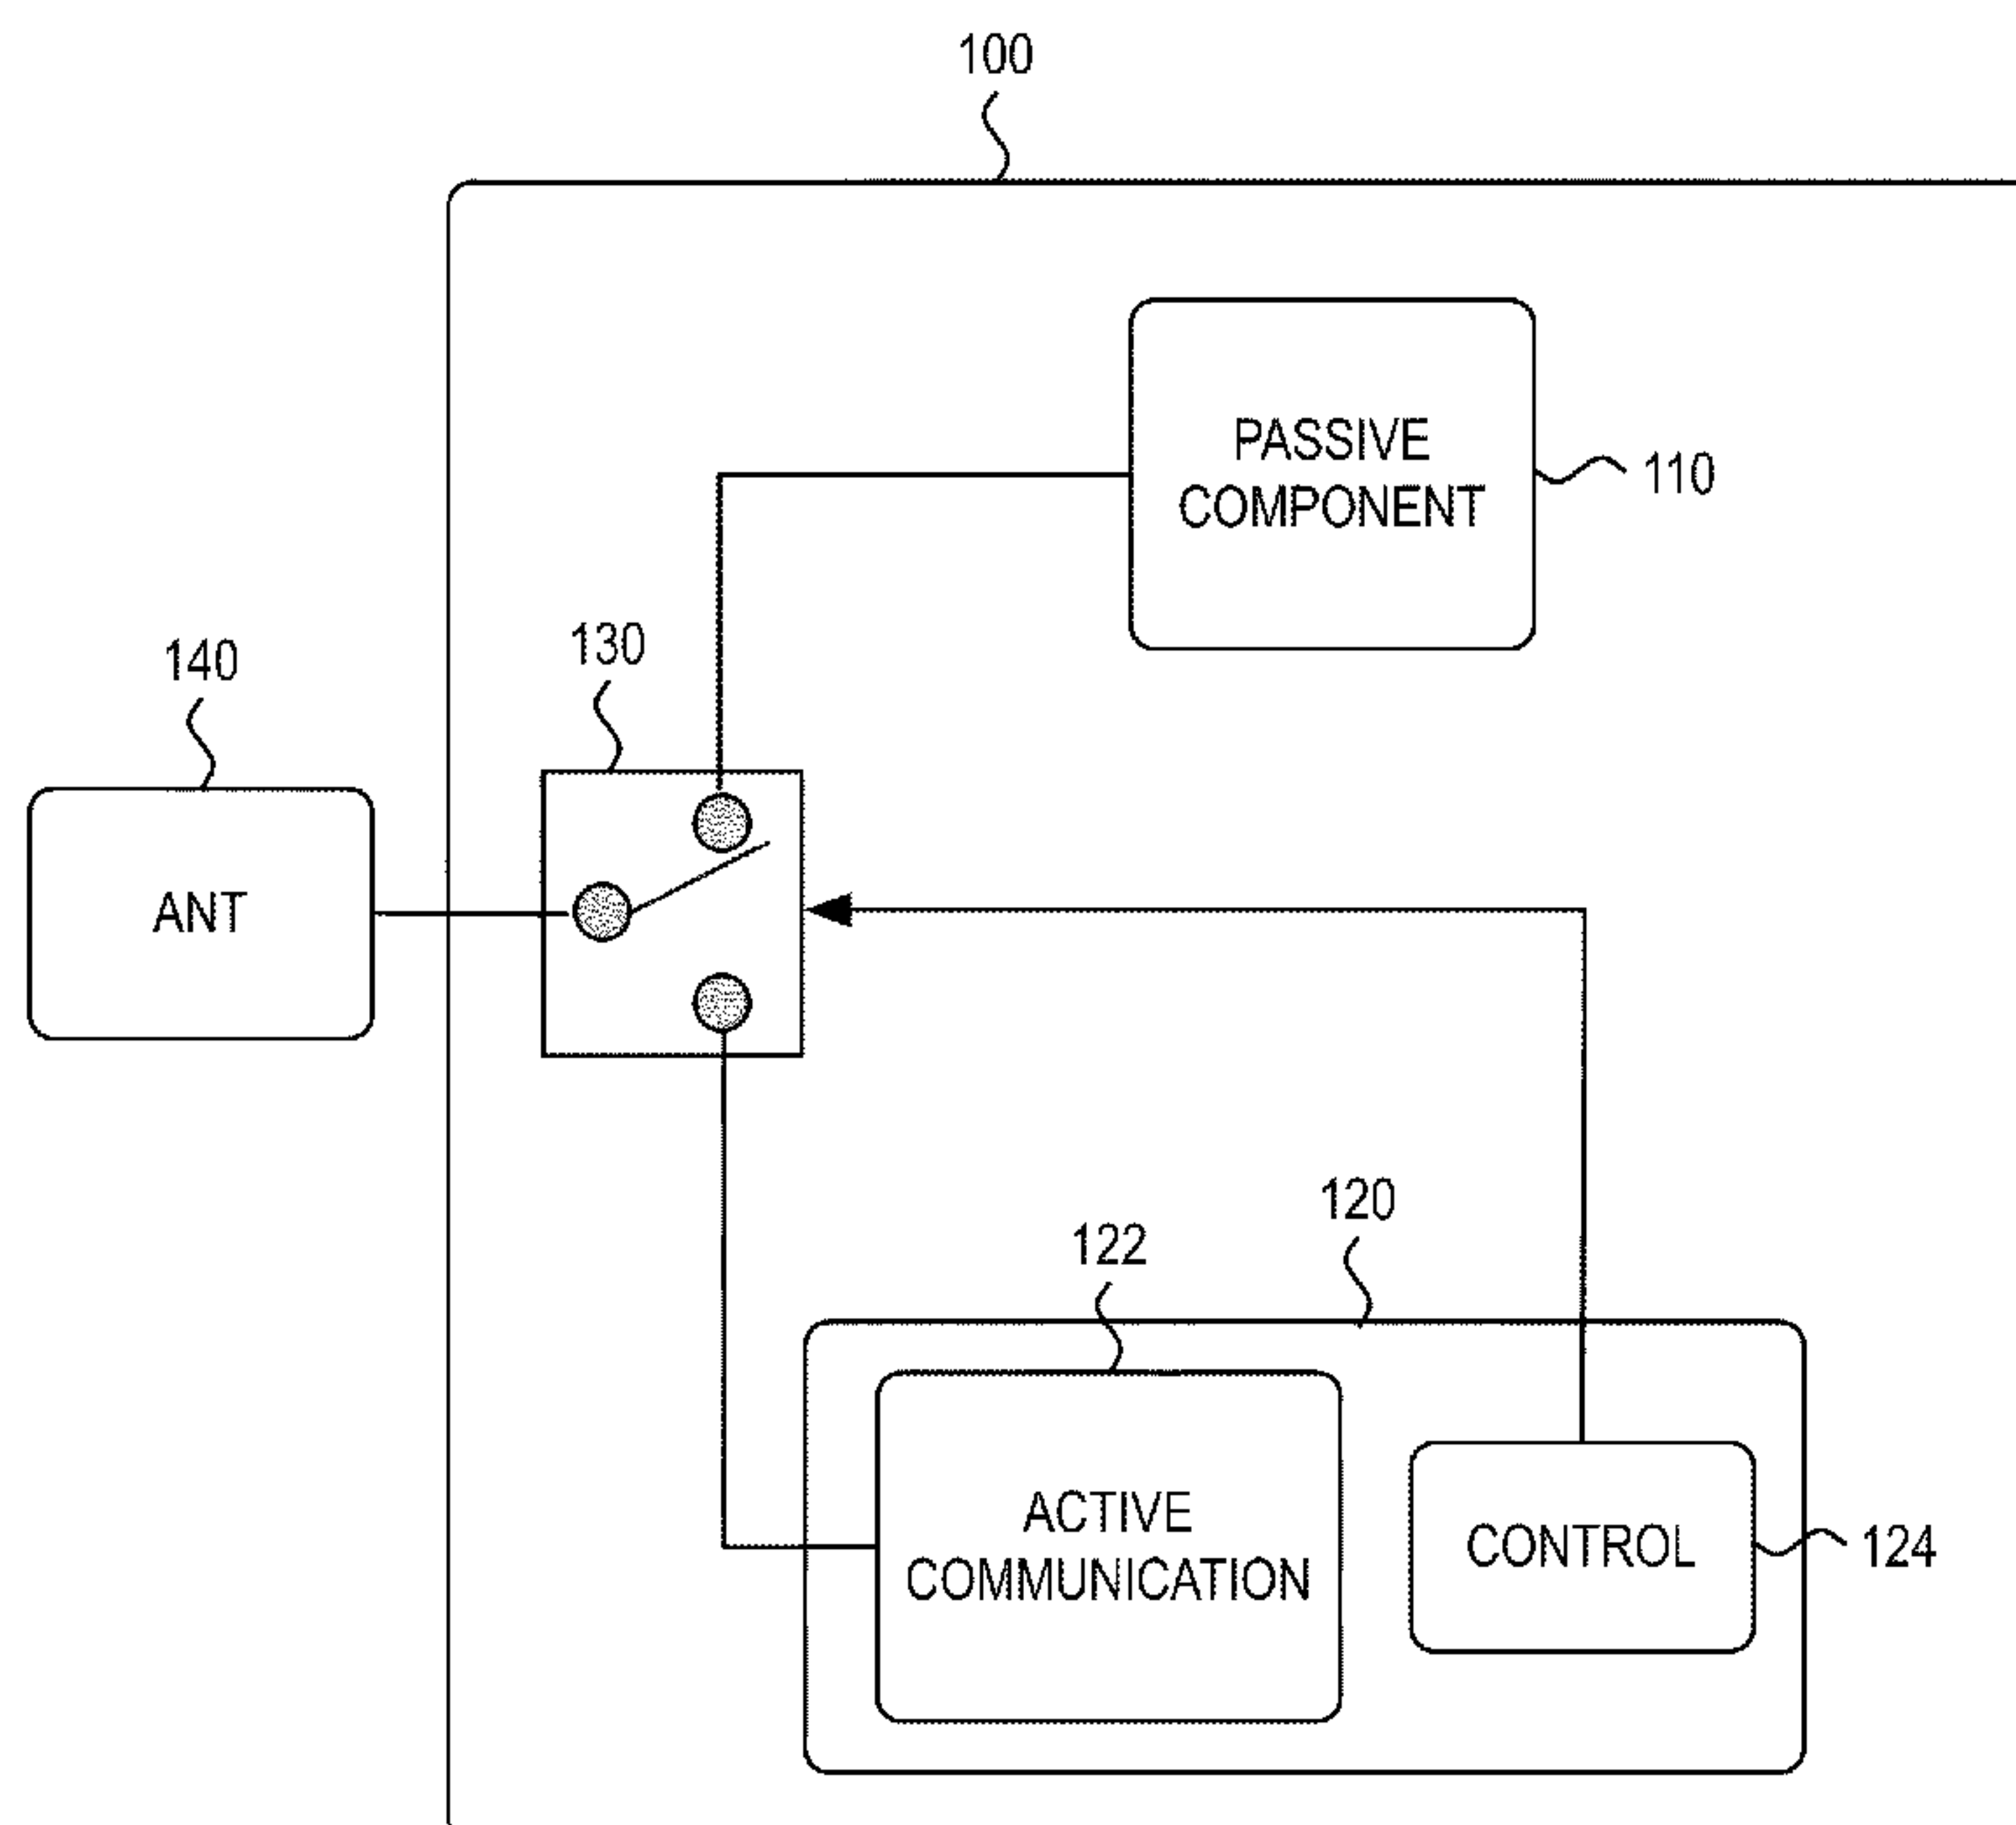 100
PASSIVE
COMPONENT
110
130
140
ANT
120
122
ACTIVE
COMMUNICATION
CONTROL
124